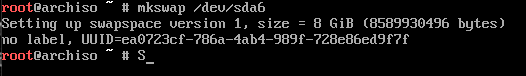 root@archiso ~ # mkswap /dev/sda6
Setting up swapspace version 1, size = 8 GiB (8589930496 bytes)
no label, UUID=ea0723cf-786a-4ab4-989f-728e86ed9f7f
root@archiso ~ # S_